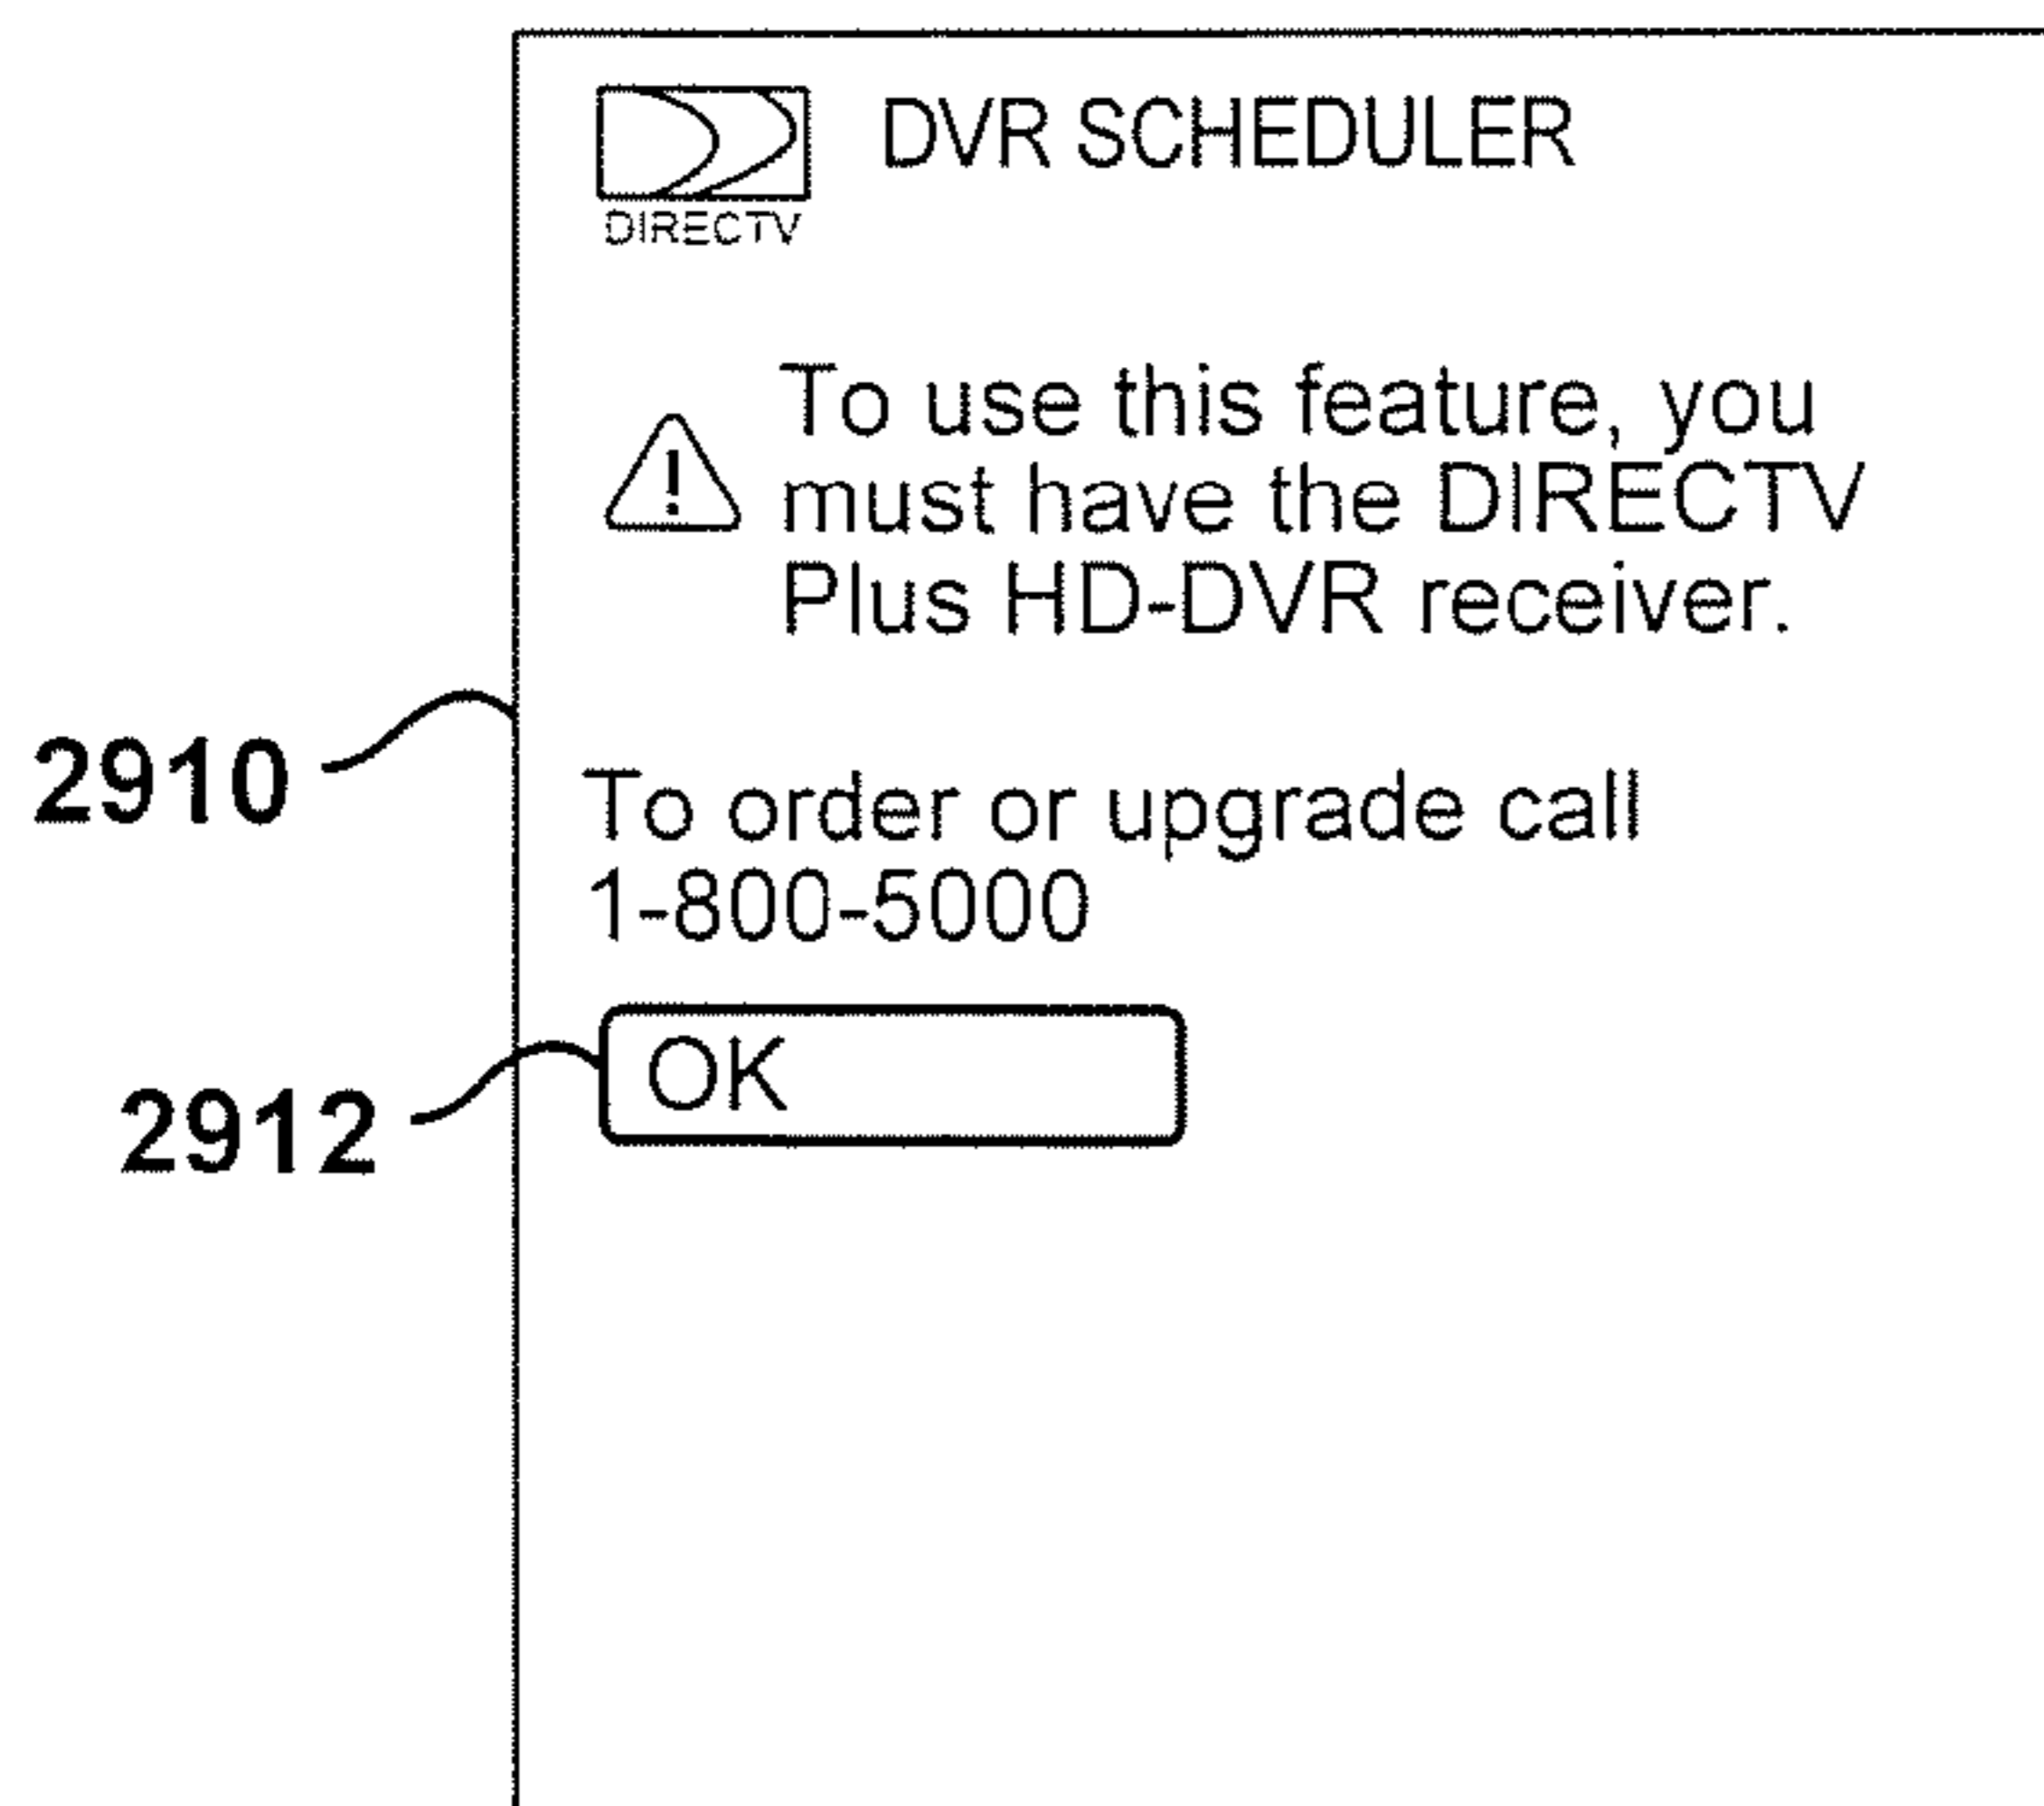 DVR SCHEDULER
DIRECTV
To use this feature, you
must have the DIRECTV
Plus HD-DVR receiver.
2910
To order or upgrade call
1-800-5000
OK
2912